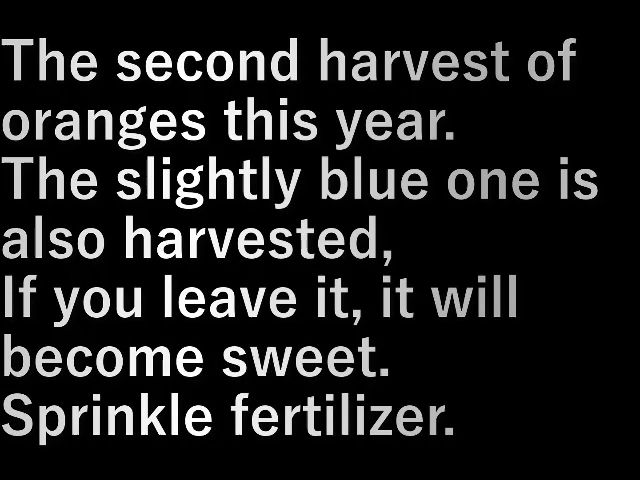 The second harvest of
oranges this year.
The slightly blue one is
also harvested,
If you leave it, it will
become sweet.
Sprinkle fertilizer.